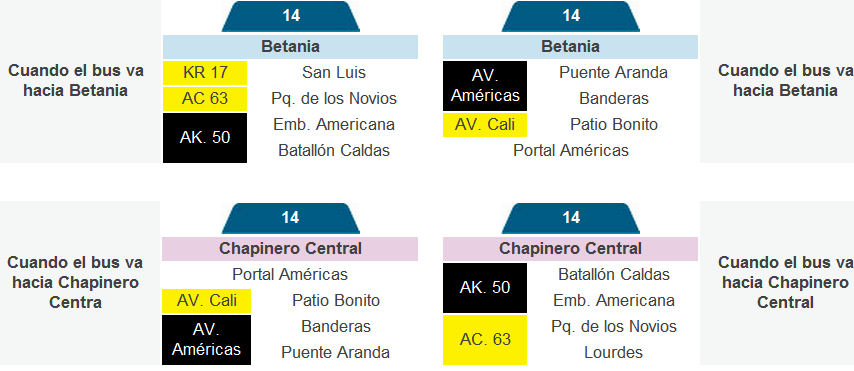 14
14
Betania
Betania
Cuando el bus va
hacia Betania
KR 17 San Luis
AC 63 Pq. de los Novios
AK. 50 Emb. Americana
Batallón Caldas
AV.
Américas
Puente Aranda
Banderas
AV. Cali Patio Bonito
Portal Américas
Cuando el bus va
hacia Betania
14
14
Chapinero Central
Chapinero Central
Cuando el bus va
hacia Chapinero
Centra
Portal Américas
AV. Cali Patio Bonito
AV.
Américas
Banderas
Puente Aranda
AK. 50 Batallón Caldas
Emb. Americana
AC. 63 Pq. de los Novios
Lourdes
Cuando el bus va
hacia Chapinero
Central